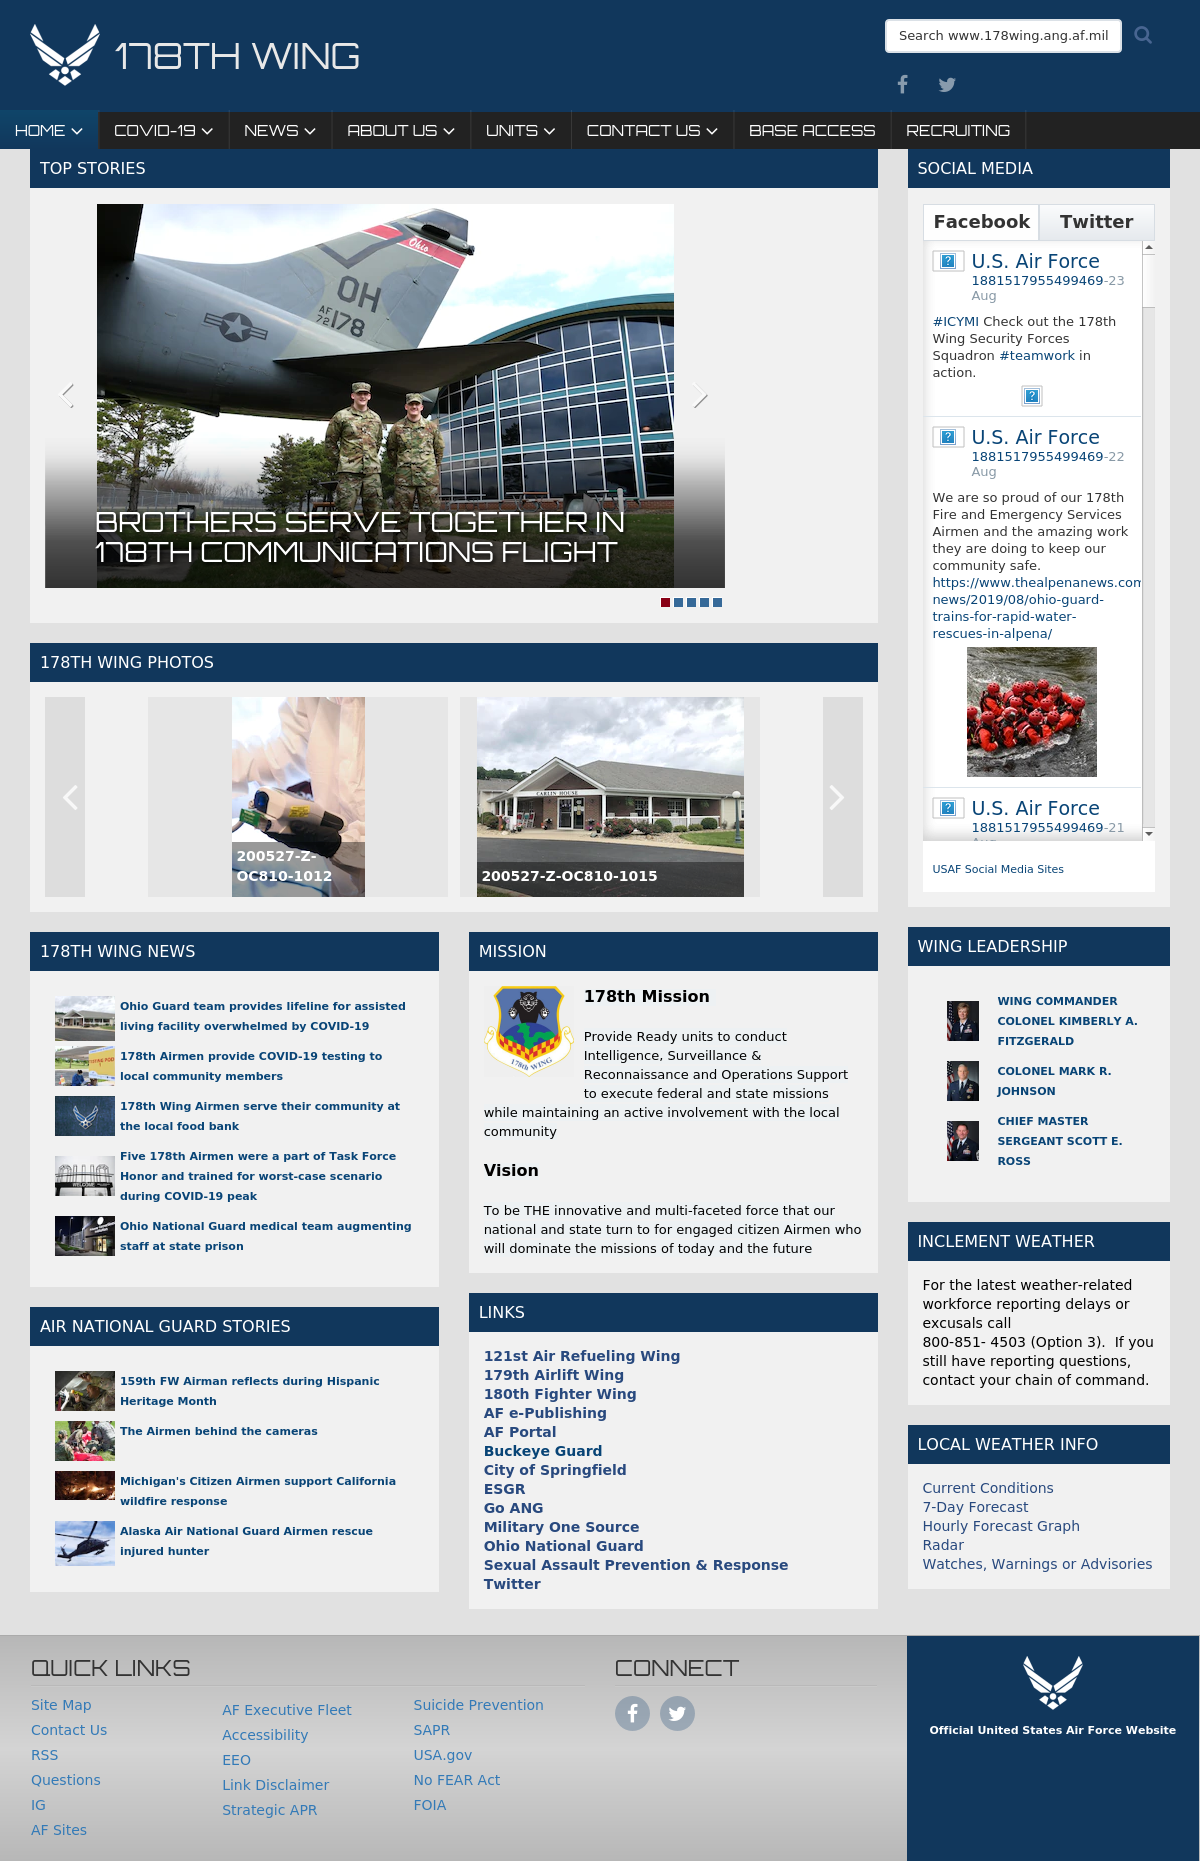 178TH WING
Search www.178wing.ang.af.mil
HOME
COVID-19
NEWS
ABOUT US
UNITS
CONTACT US
BASE ACCESS
RECRUITING
TOP STORIES
Ohio
OH
AF
72 178
BROTHERS SERVE TOGETHER IN
178TH COMMUNICATIONS FLIGHT
178TH WING PHOTOS
200527-Z-
OC810-1012
CARLIN HOUSE
200527-Z-OC810-1015
178TH WING NEWS
Ohio Guard team provides lifeline for assisted
living facility overwhelmed by COVID-19
178th Airmen provide COVID-19 testing to
local community members
178th Wing Airmen serve their community at
the local food bank
Five 178th Airmen were a part of Task Force
Honor and trained for worst-case scenario
during COVID-19 peak
WELCOME
Ohio National Guard medical team augmenting
staff at state prison
AIR NATIONAL GUARD STORIES
159th FW Airman reflects during Hispanic
Heritage Month
The Airmen behind the cameras
Michigan's Citizen Airmen support California
wildfire response
Alaska Air National Guard Airmen rescue
injured hunter
MISSION
178th WING
178th Mission
Provide Ready units to conduct
Intelligence, Surveillance &
Reconnaissance and Operations Support
to execute federal and state missions
while maintaining an active involvement with the local
community
Vision
To be THE innovative and multi-faceted force that our
national and state turn to for engaged citizen Airmen who
will dominate the missions of today and the future
LINKS
121st Air Refueling Wing
179th Airlift Wing
180th Fighter Wing
AF e-Publishing
AF Portal
Buckeye Guard
City of Springfield
ESGR
Go ANG
Military One Source
Ohio National Guard
Sexual Assault Prevention & Response
Twitter
SOCIAL MEDIA
Facebook
Twitter
U.S. Air Force
1881517955499469-23
Aug
#ICYMI Check out the 178th
Wing Security Forces
Squadron #teamwork in
action.
U.S. Air Force
1881517955499469-22
Aug
We are so proud of our 178th
Fire and Emergency Services
Airmen and the amazing work
they are doing to keep our
community safe.
https://www.thealpenanews.com
news/2019/08/ohio-guard-
trains-for-rapid-water-
rescues-in-alpena/
U.S. Air Force
1881517955499469-21
USAF Social Media Sites
WING LEADERSHIP
WING COMMANDER
COLONEL KIMBERLY A.
FITZGERALD
COLONEL MARK R.
JOHNSON
CHIEF MASTER
SERGEANT SCOTT E.
ROSS
INCLEMENT WEATHER
For the latest weather-related
workforce reporting delays or
excusals call
800-851- 4503 (Option 3).  If you
still have reporting questions,
contact your chain of command.
LOCAL WEATHER INFO
Current Conditions
7-Day Forecast
Hourly Forecast Graph
Radar
Watches, Warnings or Advisories
QUICK LINKS
Site Map
Contact Us
RSS
Questions
IG
AF Sites
AF Executive Fleet
Accessibility
EEO
Link Disclaimer
Strategic APR
Suicide Prevention
SAPR
USA.gov
No FEAR Act
FOIA
CONNECT
Official United States Air Force Website